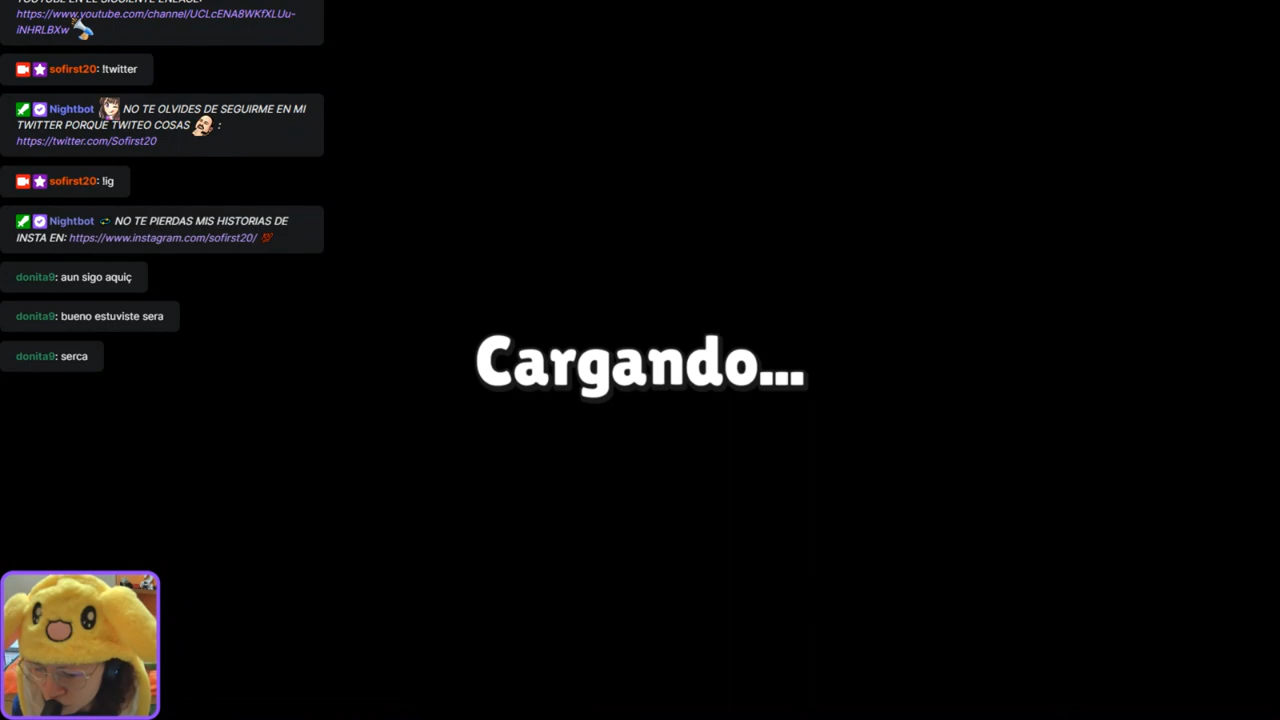 https://www.youtube.com/channel/UCLcENA8WKfXLUu-
iNHRLBXw
sofirst20: !twitter
Nightbot NO TE OLVIDES DE SEGUIRME EN MI
TWITTER PORQUE TWITEO COSAS :
https://twitter.com/Sofirst20
sofirst20: !ig
Nightbot NO TE PIERDAS MIS HISTORIAS DE
INSTA EN: https://www.instagram.com/sofirst20/ 💯
donita9: aun sigo aquiç
donita9: bueno estuviste sera
donita9: serca
Cargando...